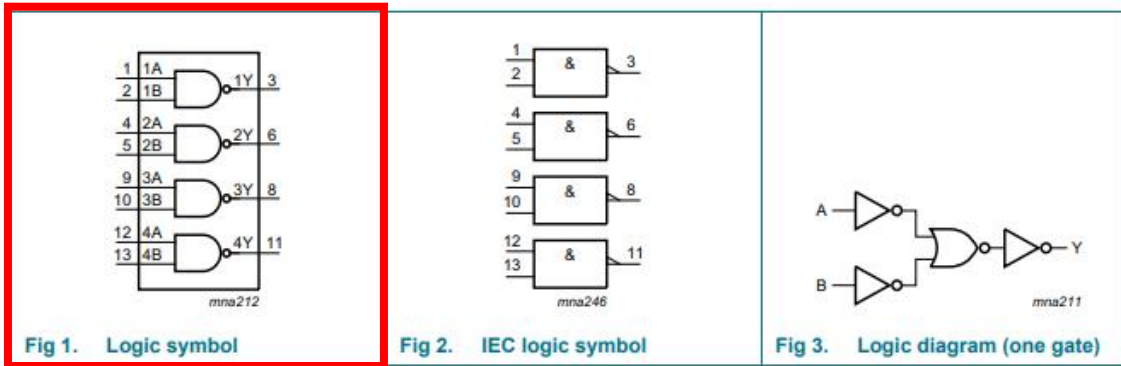 1 1A
2 1B
1Y 3
4 2A
5 2B
2Y 6
9 3A
10 3B
3Y 8
12 4A
13 4B
4Y 11
mna212
Fig 1. Logic symbol
1
2
&
3
4
5
&
6
9
10
&
8
12
13
&
11
mna246
Fig 2. IEC logic symbol
A
B
Y
mna211
Fig 3. Logic diagram (one gate)